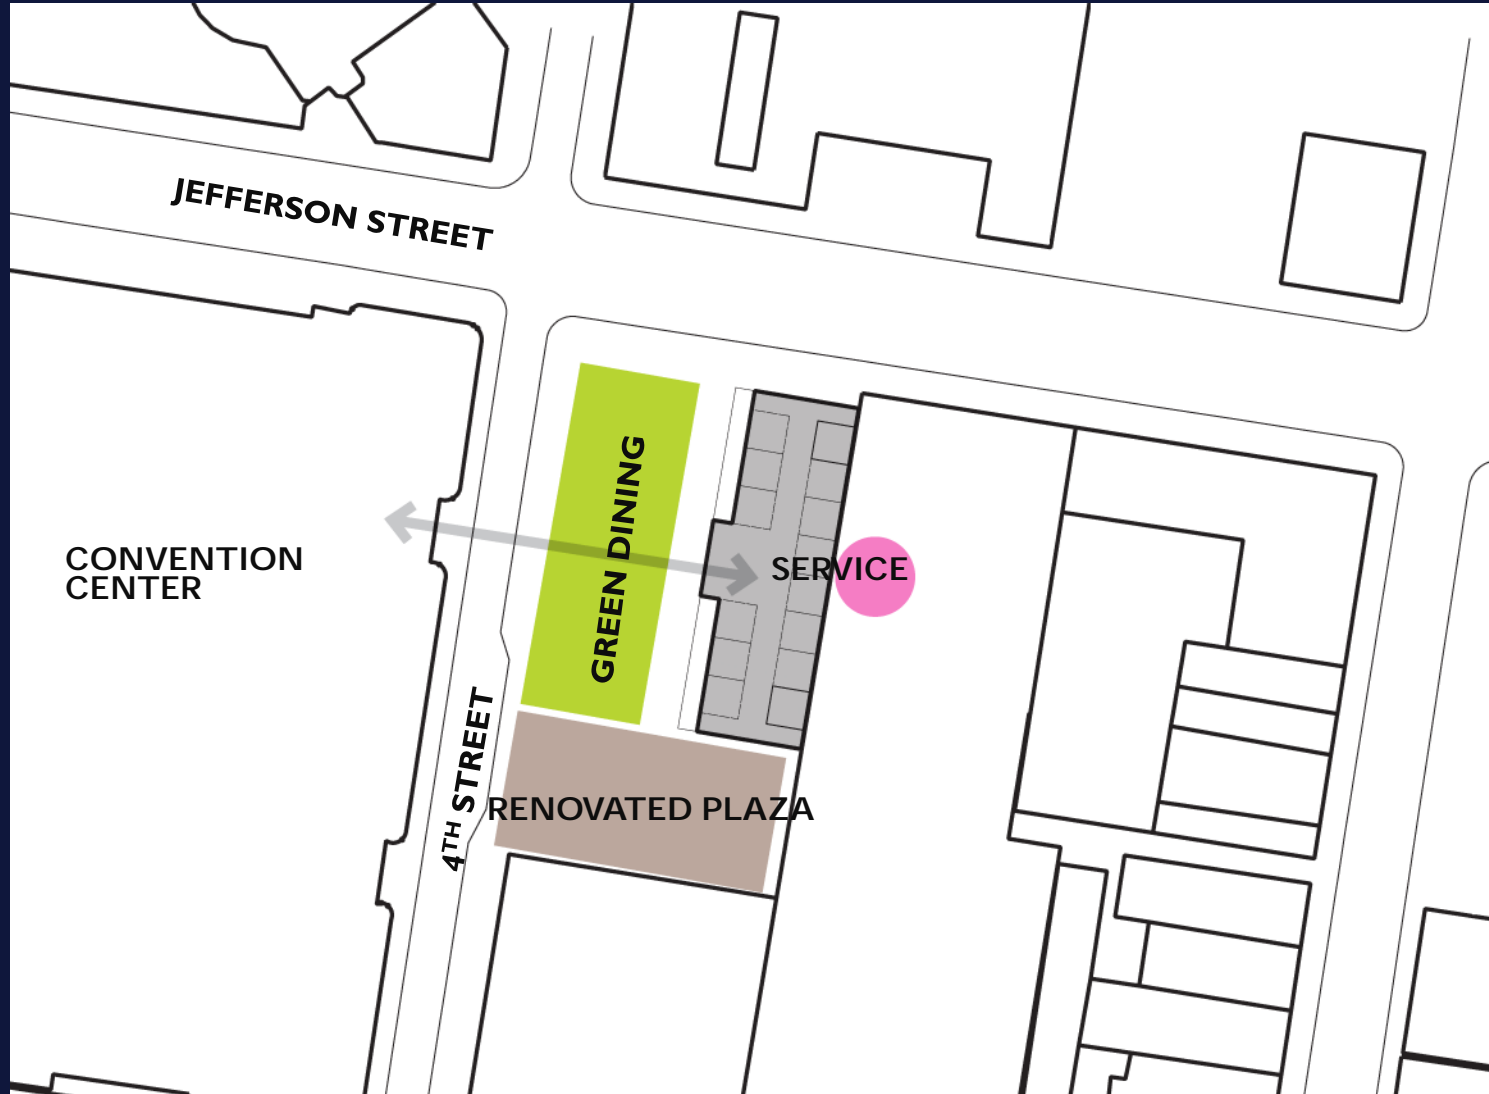 JEFFERSON STREET
GREEN DINING
CONVENTION
CENTER
SERVICE
4TH STREET
RENOVATED PLAZA